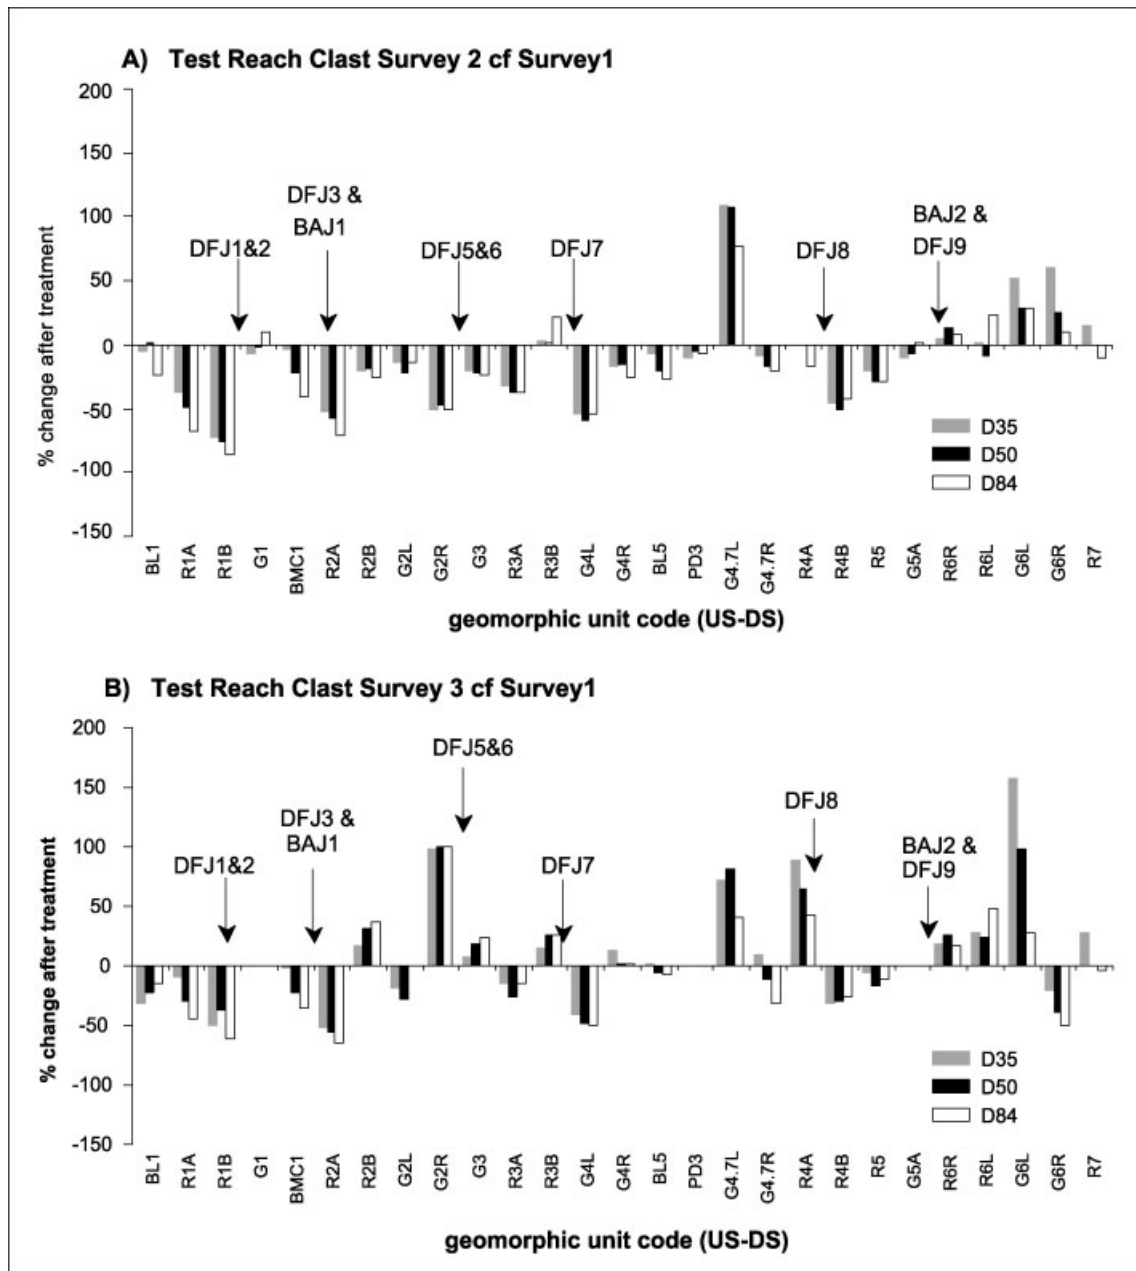 A) Test Reach Clast Survey 2 cf Survey1
% change after treatment
200
150
100
50
0
-50
-100
-150
DFJ1&2
DFJ3 &
BAJ1
DFJ5&6
DFJ7
DFJ8
BAJ2 &
DFJ9
D35
D50
D84
BL1 R1A R1B G1 BMC1 R2A R2B G2L G2R G3 R3A R3B G4L G4R BL5 PD3 G4.7L G4.7R R4A R4B R5 G5A R6R R6L G6L G6R R7
geomorphic unit code (US-DS)
B) Test Reach Clast Survey 3 cf Survey1
% change after treatment
200
150
100
50
0
-50
-100
-150
DFJ1&2
DFJ3 &
BAJ1
DFJ5&6
DFJ7
DFJ8
BAJ2 &
DFJ9
D35
D50
D84
BL1 R1A R1B G1 BMC1 R2A R2B G2L G2R G3 R3A R3B G4L G4R BL5 PD3 G4.7L G4.7R R4A R4B R5 G5A R6R R6L G6L G6R R7
geomorphic unit code (US-DS)